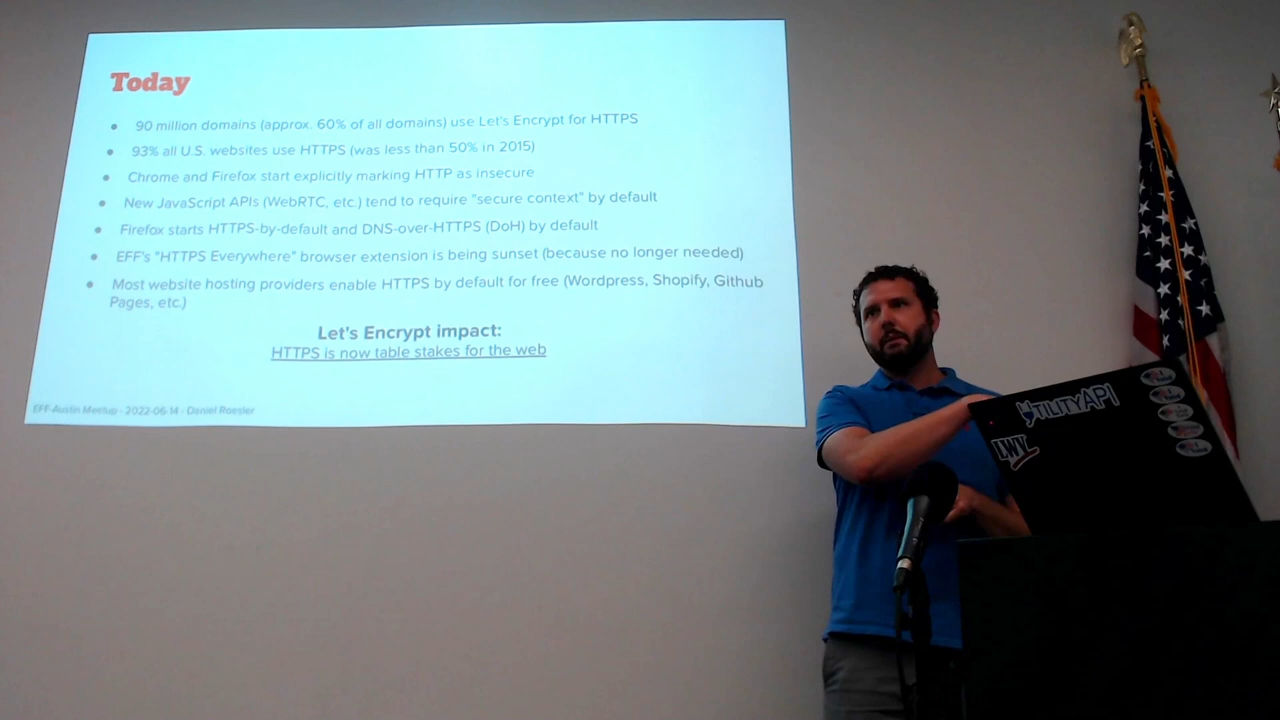 Today
90 million domains (approx. 60% of all domains) use Let's Encrypt for HTTPS
93% all U.S. websites use HTTPS (was less than 50% in 2015)
Chrome and Firefox start explicitly marking HTTP as insecure
New JavaScript APIs (WebRTC, etc.) tend to require "secure context" by default
Firefox starts HTTPS-by-default and DNS-over-HTTPS (DoH) by default
EFF's "HTTPS Everywhere" browser extension is being sunset (because no longer needed)
Most website hosting providers enable HTTPS by default for free (Wordpress, Shopify, Github
Pages, etc.)
Let's Encrypt impact:
HTTPS is now table stakes for the web
EFF-Austin Meetup - 2022-06-14 - Daniel Roesler
UTILITYAPI
LWV